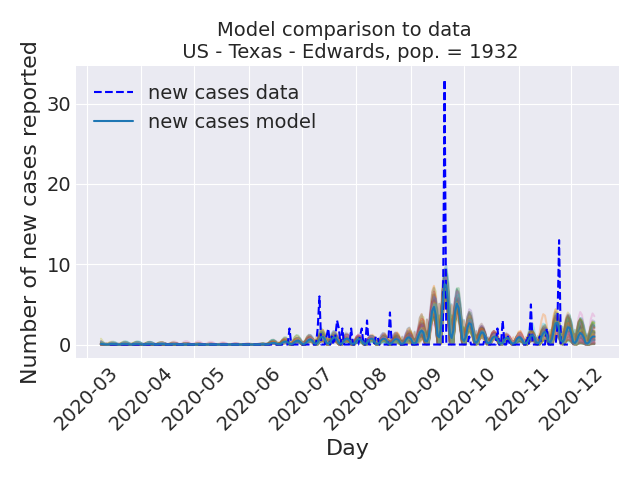 Model comparison to data
US - Texas - Edwards, pop. = 1932
Number of new cases reported
30
20
10
0
new cases data
new cases model
2020-03
2020-04
2020-05
2020-06
2020-07
2020-08
2020-09
2020-10
2020-11
2020-12
Day